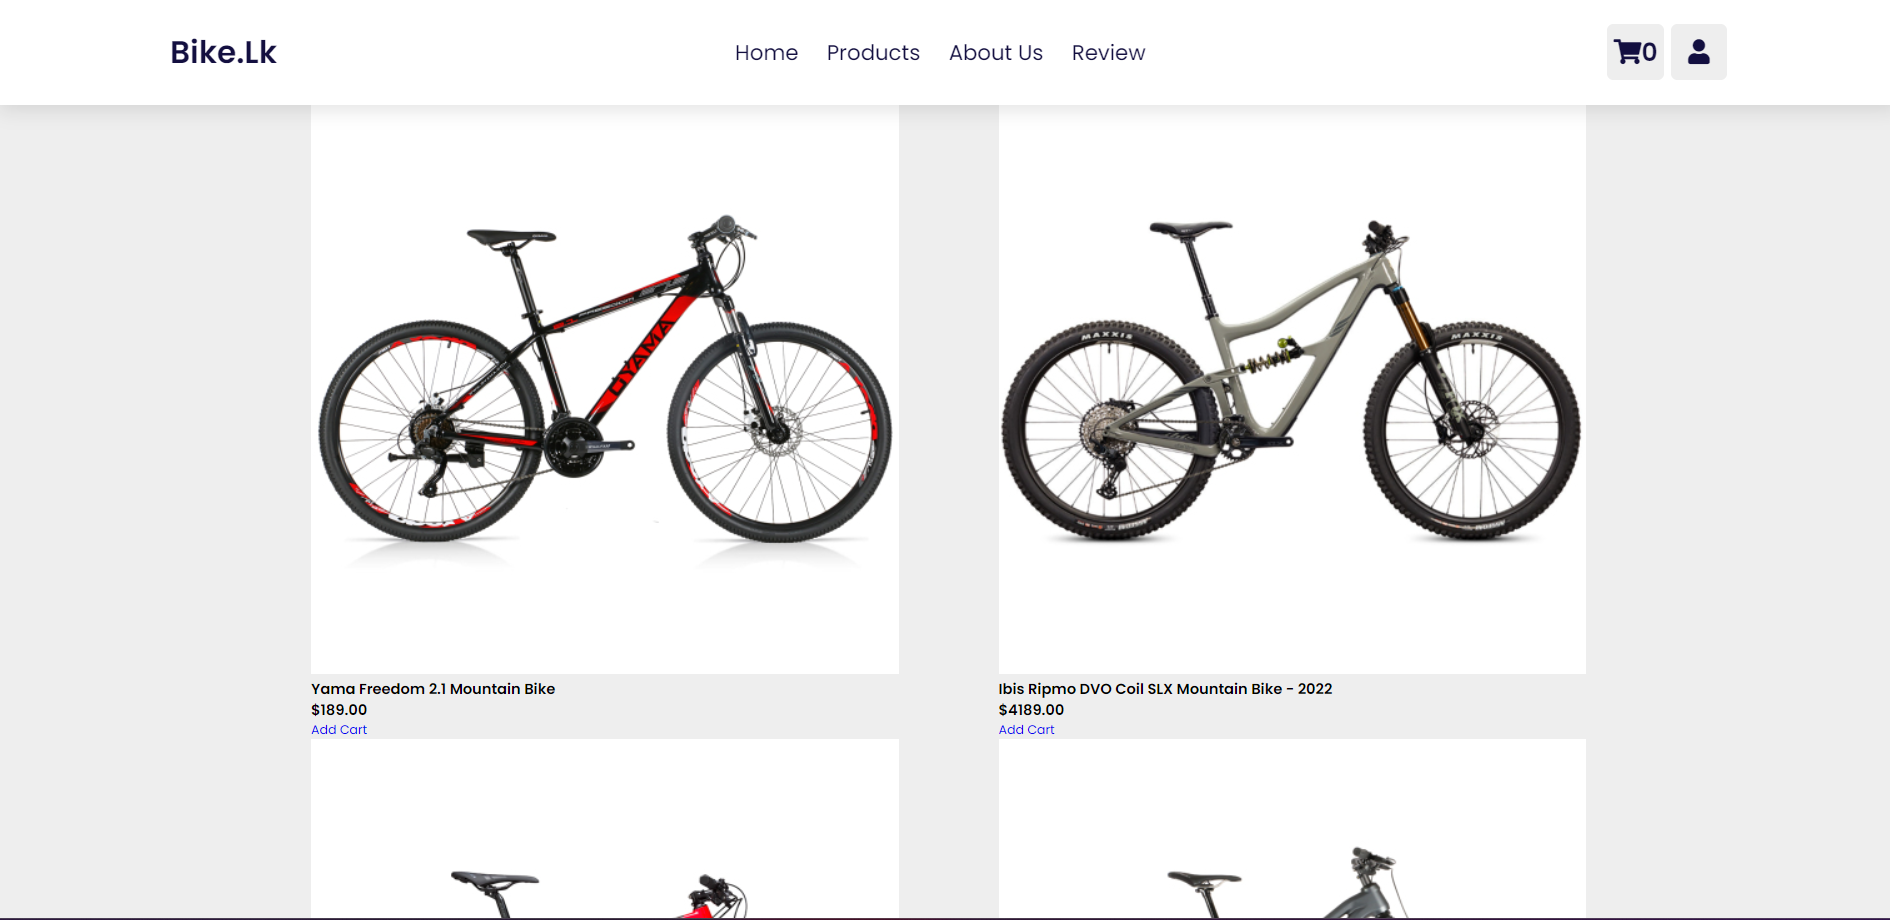 Bike.Lk
Home Products About Us Review
0
UYAMA
MAXXIS
MAXXIS
Yama Freedom 2.1 Mountain Bike
$189.00
Add Cart
Ibis Ripmo DVO Coil SLX Mountain Bike - 2022
$4189.00
Add Cart